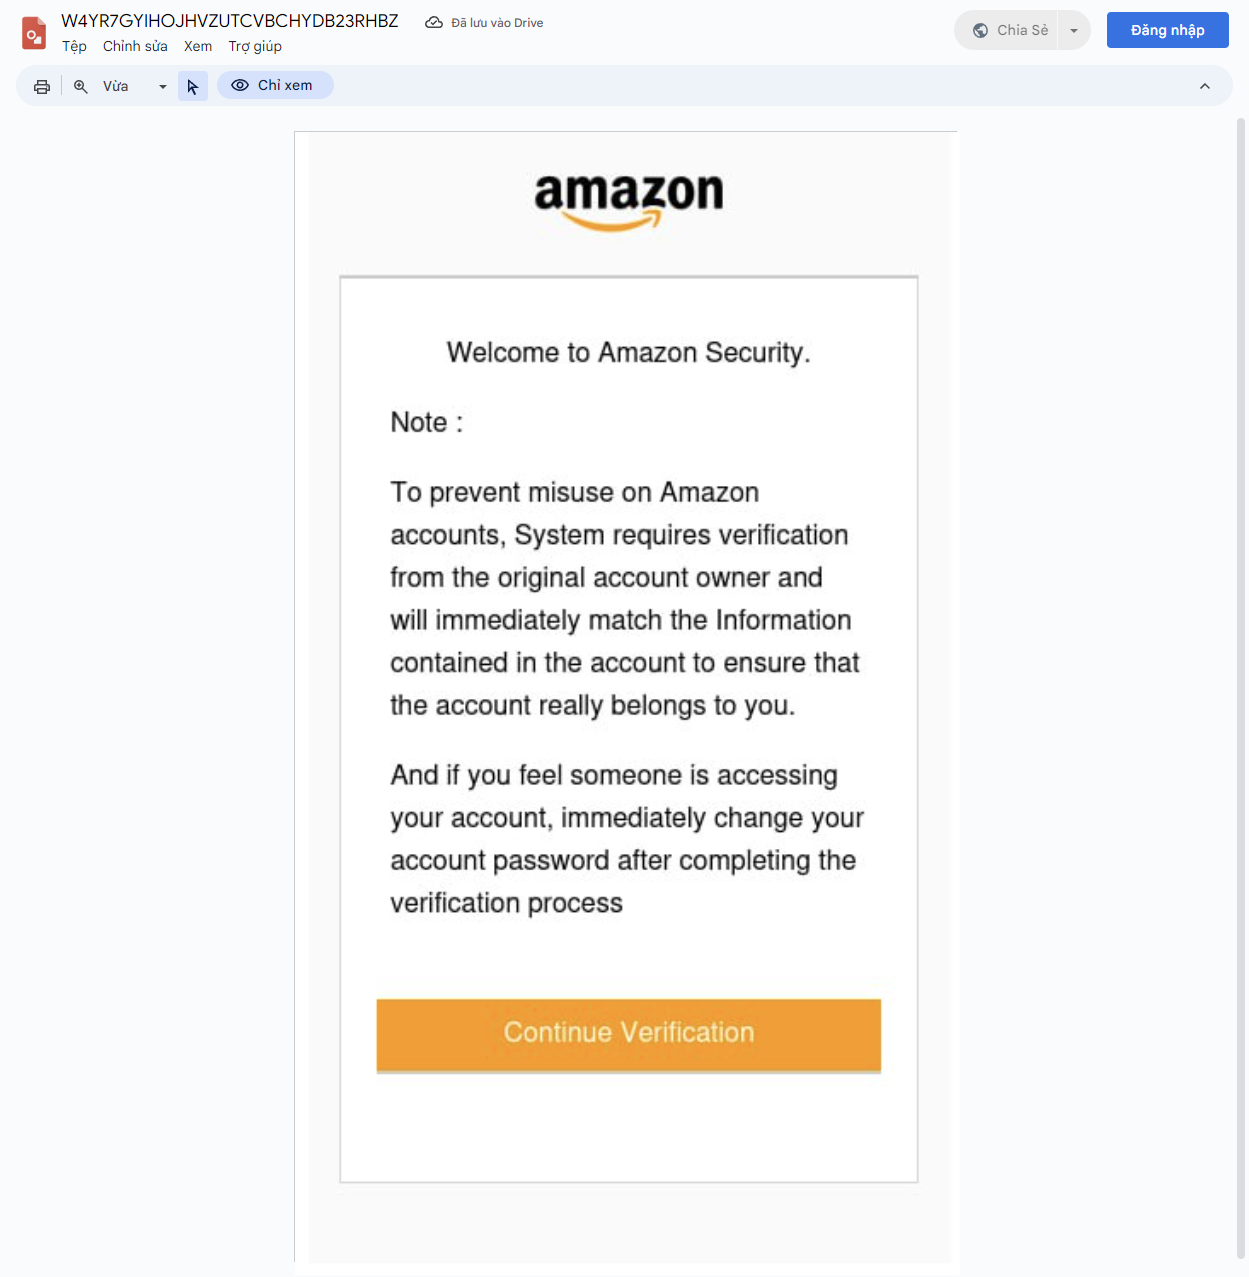 W4YR7GYIHOJHVZUTCVBCHYDB23RHBZ
Đã lưu vào Drive
Tệp Chỉnh sửa Xem Trợ giúp
Chia Sẻ
Đăng nhập
Vừa
Chỉ xem
amazon
Welcome to Amazon Security.
Note :
To prevent misuse on Amazon
accounts, System requires verification
from the original account owner and
will immediately match the Information
contained in the account to ensure that
the account really belongs to you.
And if you feel someone is accessing
your account, immediately change your
account password after completing the
verification process
Continue Verification